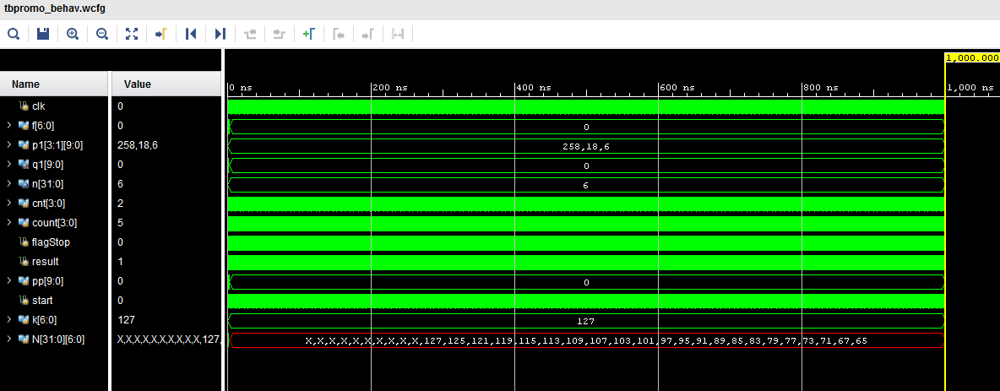 tbpromo_behav.wcfg
1,000.000
Name Value
0 ns 200 ns 400 ns 600 ns 800 ns 1,000 ns
clk 0
f[6:0] 0 0
p1[3:1][9:0] 258,18,6 258,18,6
q1[9:0] 0 0
n[31:0] 6 6
cnt[3:0] 2
count[3:0] 5
flagStop 0
result 1
pp[9:0] 0 0
start 0
k[6:0] 127 127
N[31:0][6:0] X,X,X,X,X,X,X,X,X,X,127, X,X,X,X,X,X,X,X,X,X,127,125,121,119,115,113,109,107,103,101,97,95,91,89,85,83,79,77,73,71,67,65